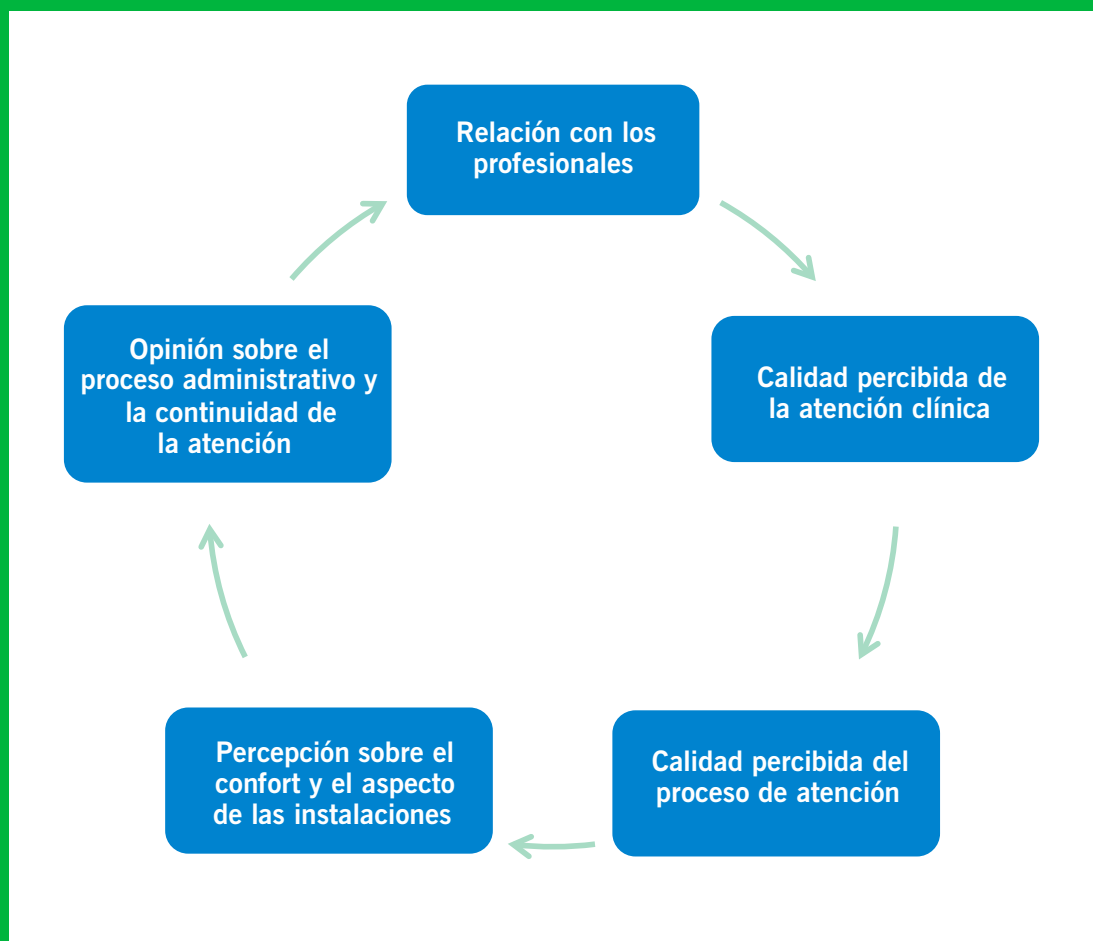 Relación con los
profesionales
Calidad percibida de
la atención clínica
Calidad percibida del
proceso de atención
Percepción sobre el
confort y el aspecto
de las instalaciones
Opinión sobre el
proceso administrativo y
la continuidad de
la atención